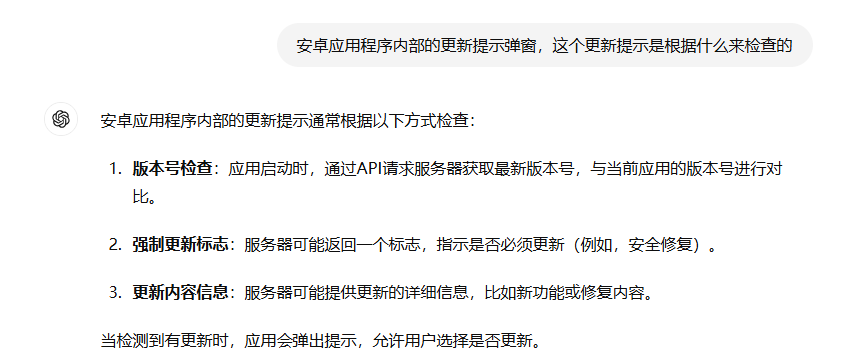 安卓应用程序内部的更新提示弹窗，这个更新提示是根据什么来检查的
安卓应用程序内部的更新提示通常根据以下方式检查：
1. 版本号检查：应用启动时，通过API请求服务器获取最新版本号，与当前应用的版本号进行对
比。
2. 强制更新标志：服务器可能返回一个标志，指示是否必须更新（例如，安全修复）。
3. 更新内容信息：服务器可能提供更新的详细信息，比如新功能或修复内容。
当检测到有更新时，应用会弹出提示，允许用户选择是否更新。